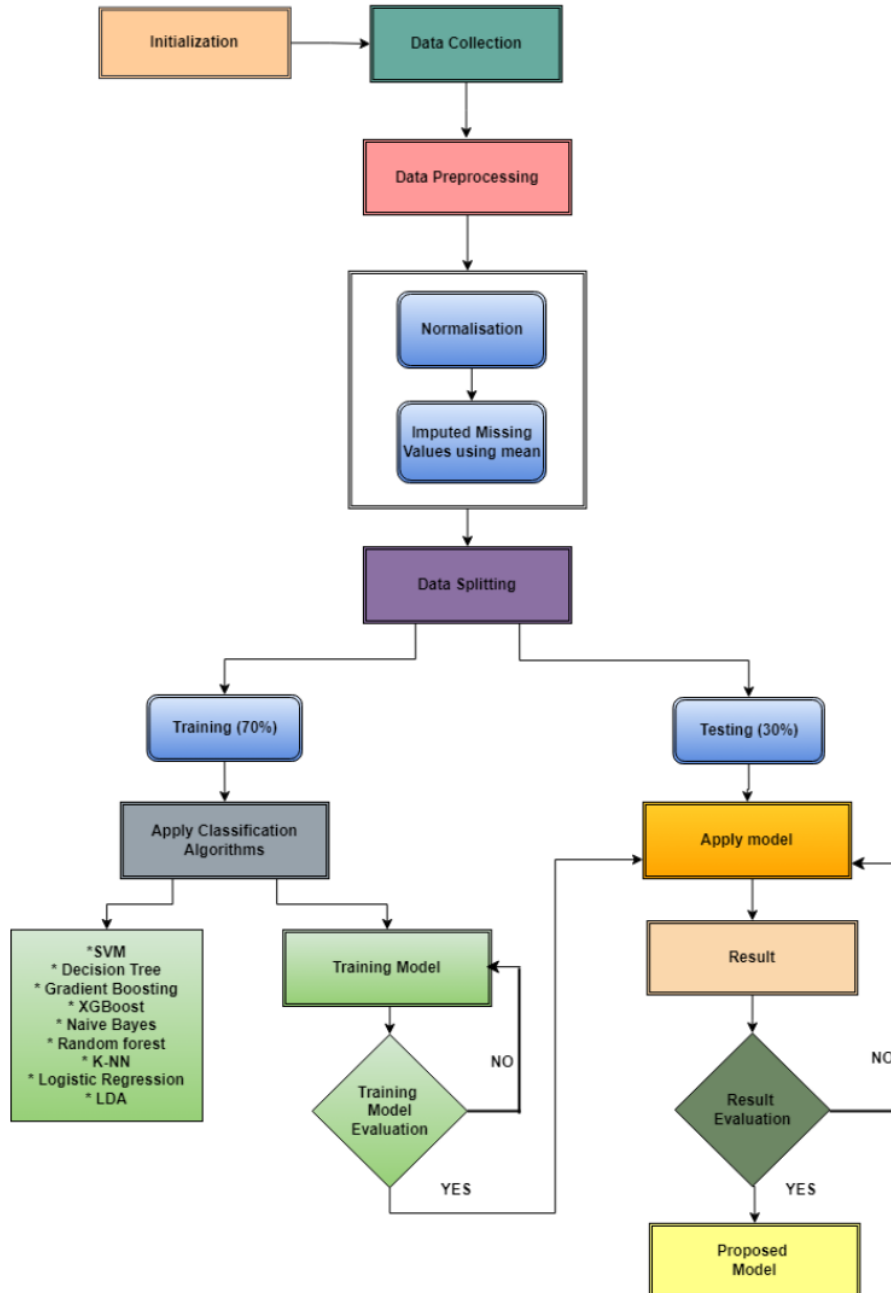 Initialization
Data Collection
Data Preprocessing
Normalisation
Imputed Missing
Values using mean
Data Splitting
Training (70%)
Testing (30%)
Apply Classification
Algorithms
Apply model
*SVM
* Decision Tree
* Gradient Boosting
* XGBoost
* Naive Bayes
* Random forest
* K-NN
* Logistic Regression
* LDA
Training Model
Result
NO
NO
Training
Model
Evaluation
Result
Evaluation
YES
YES
Proposed
Model